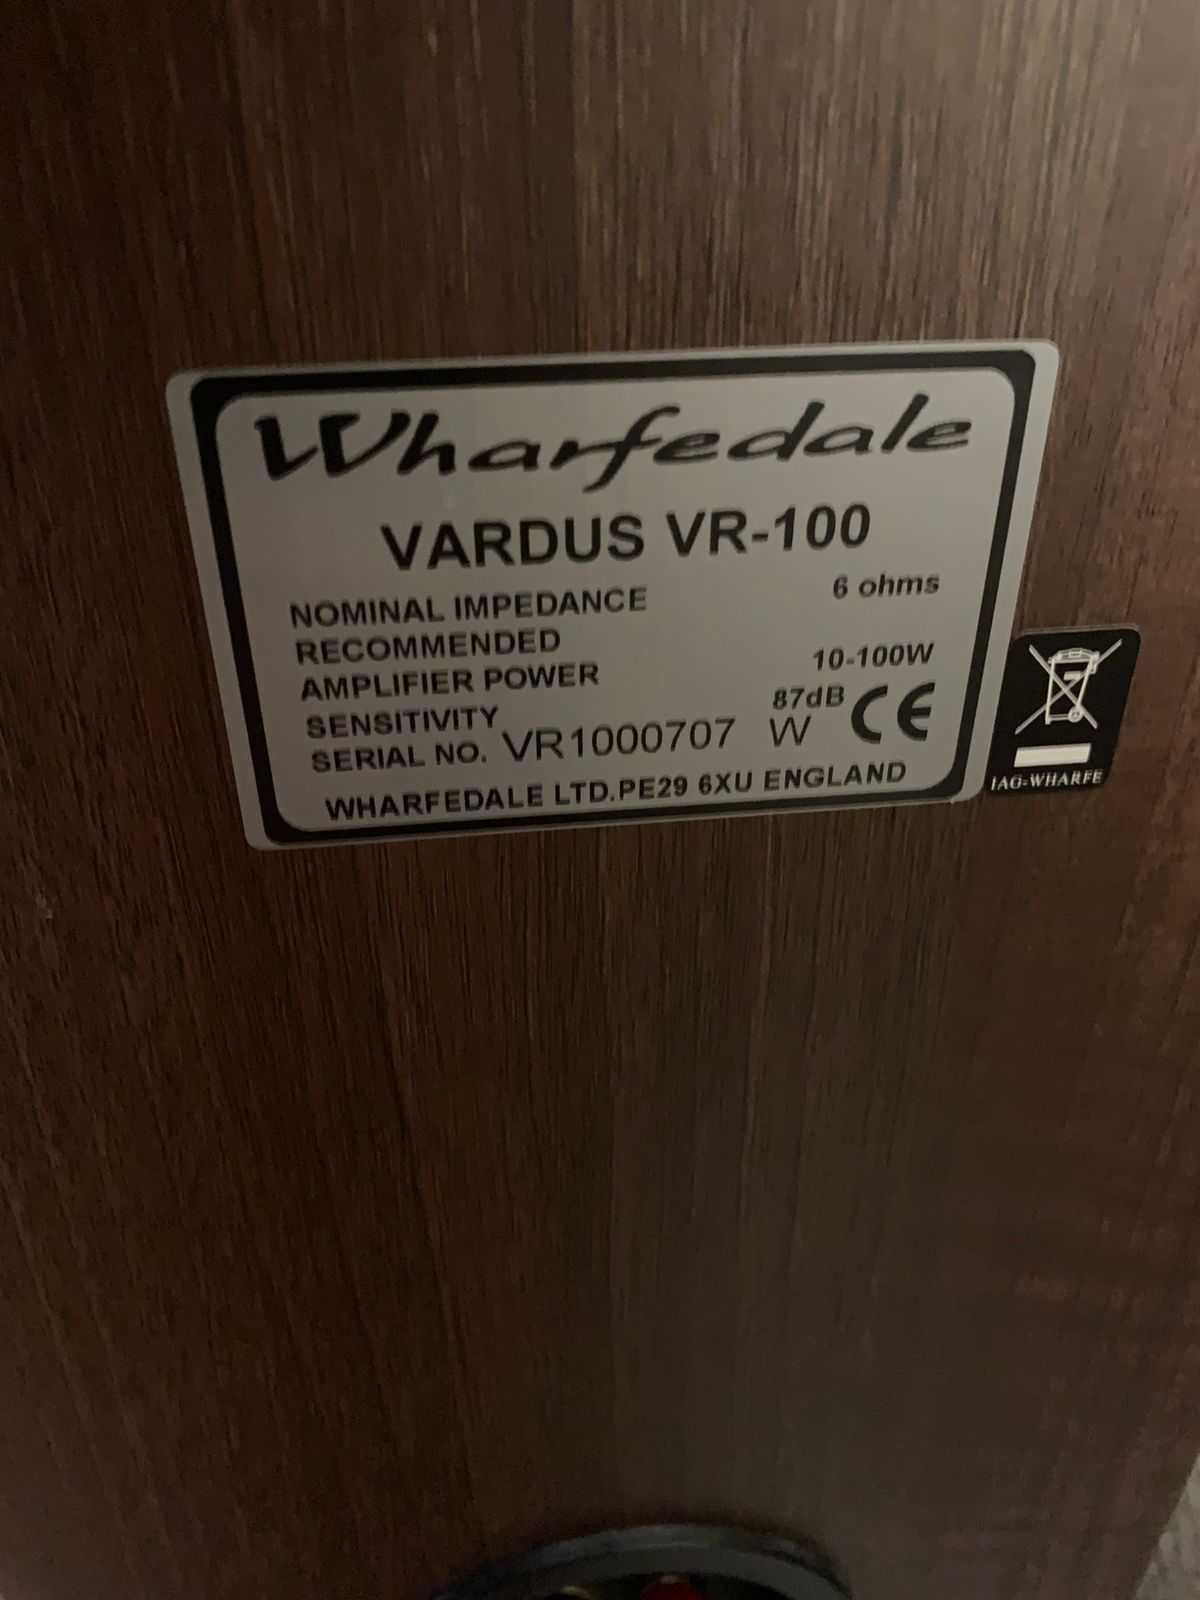 Wharfedale
VARDUS VR-100
NOMINAL IMPEDANCE 6 ohms
RECOMMENDED
AMPLIFIER POWER 10-100W
SENSITIVITY 87dB
SERIAL NO. VR1000707 W CE
WHARFEDALE LTD.PE29 6XU ENGLAND
7
IAG-WHARFE